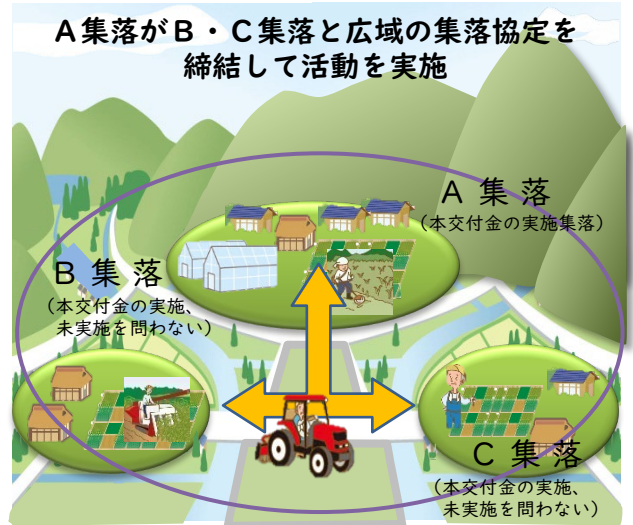 A集落がB・C集落と広域の集落協定を
締結して活動を実施
A 集 落
(本交付金の実施集落)
B 集 落
(本交付金の実施、
未実施を問わない)
C 集 落
(本交付金の実施、
未実施を問わない)